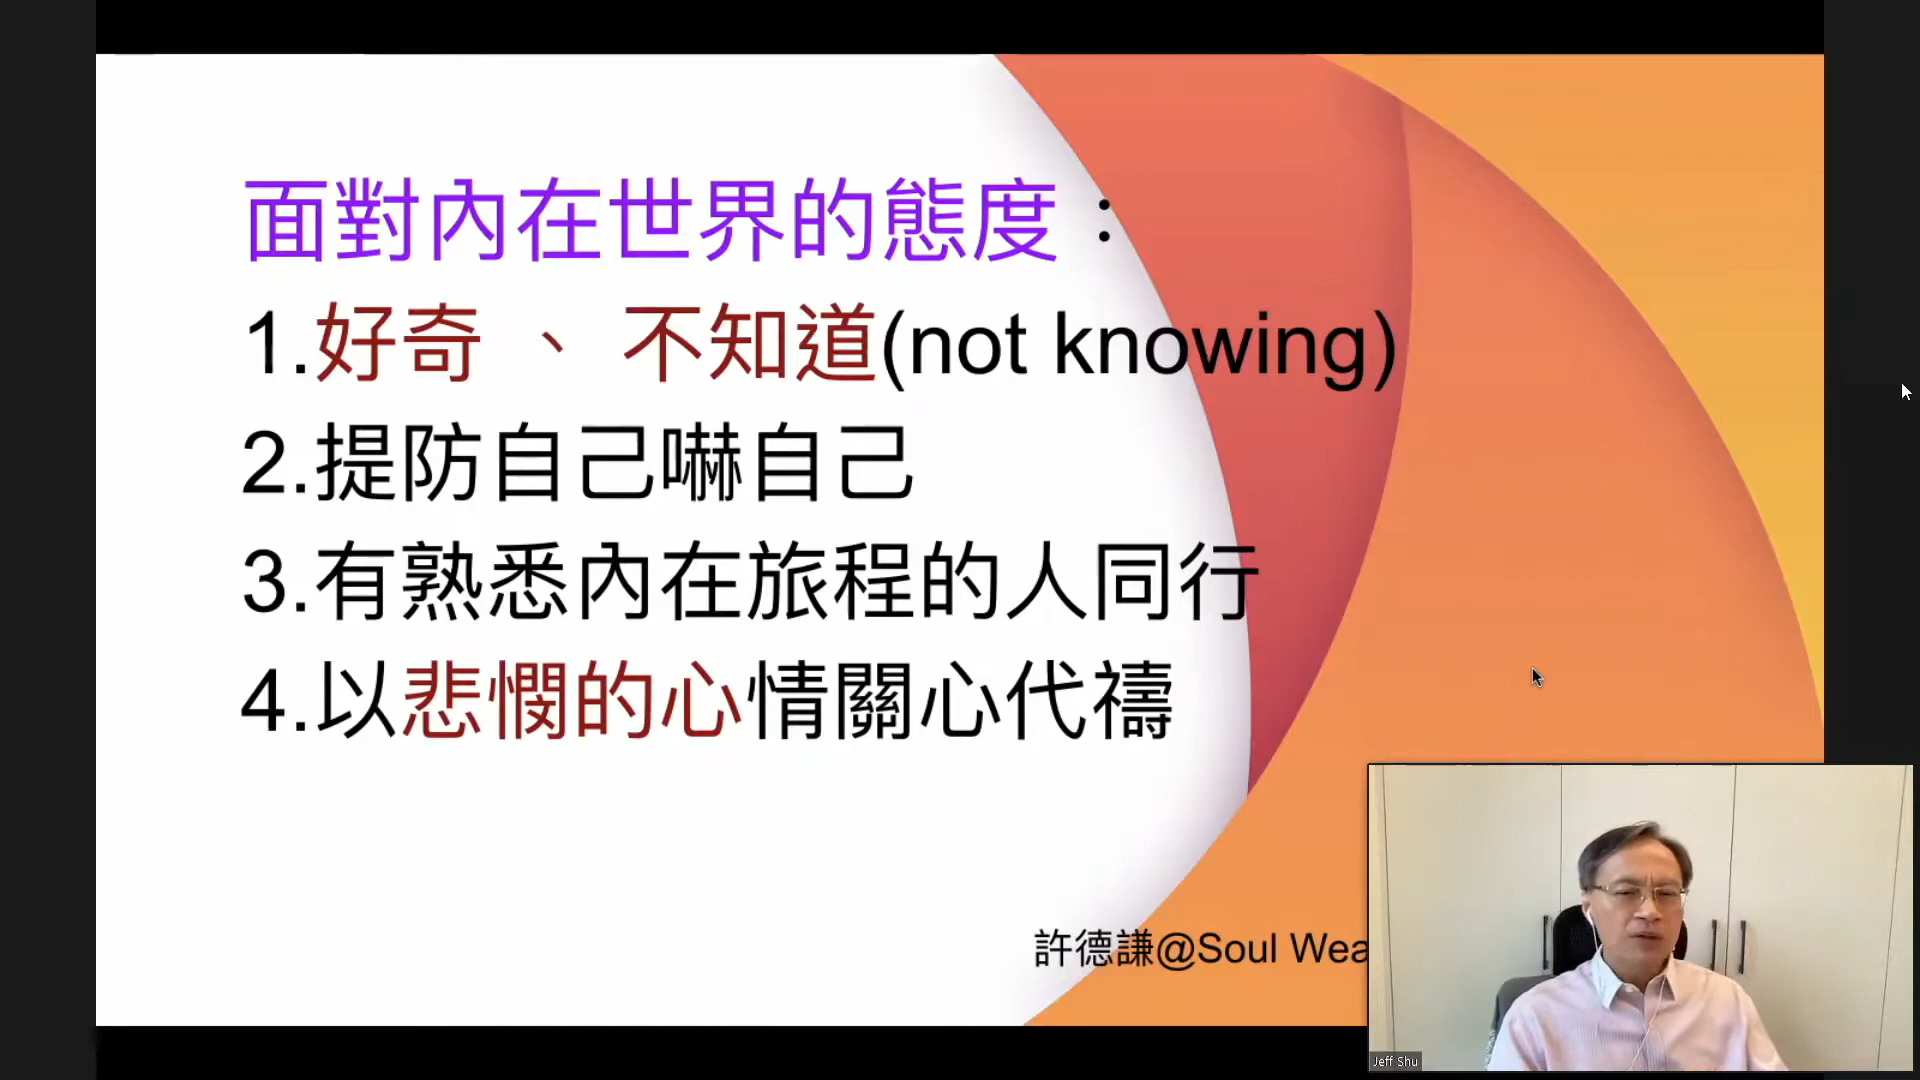 面對內在世界的態度：
1.好奇 、 不知道(not knowing)
2.提防自己嚇自己
3.有熟悉內在旅程的人同行
4.以悲憫的心情關心代禱
許德謙@Soul
Jeff Shu